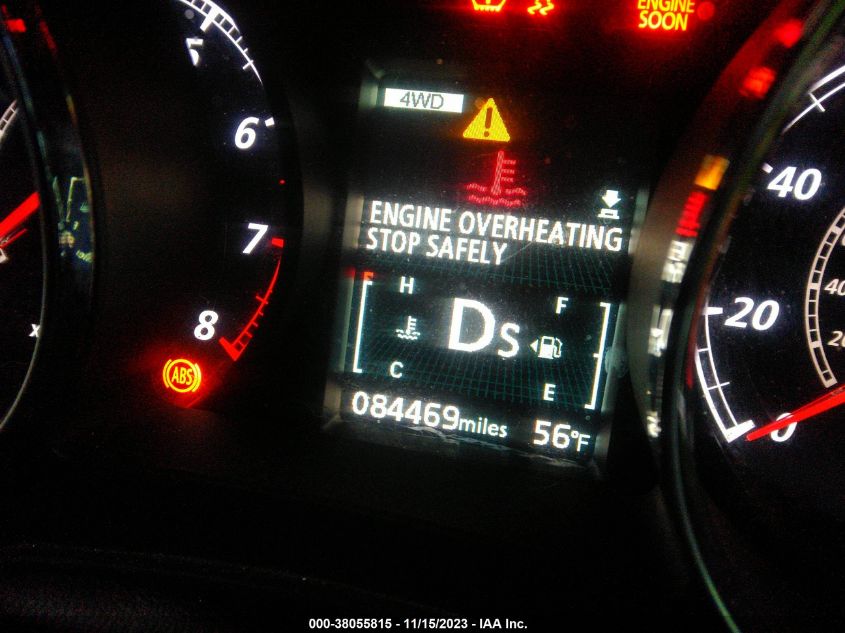 ENGINE
SOON
5
4WD
6
ENGINE OVERHEATING
STOP SAFELY
7
40
H
F
8
Ds
20
ABS
C
E
084469miles
56°F
0
000-38055815 - 11/15/2023 - IAA Inc.